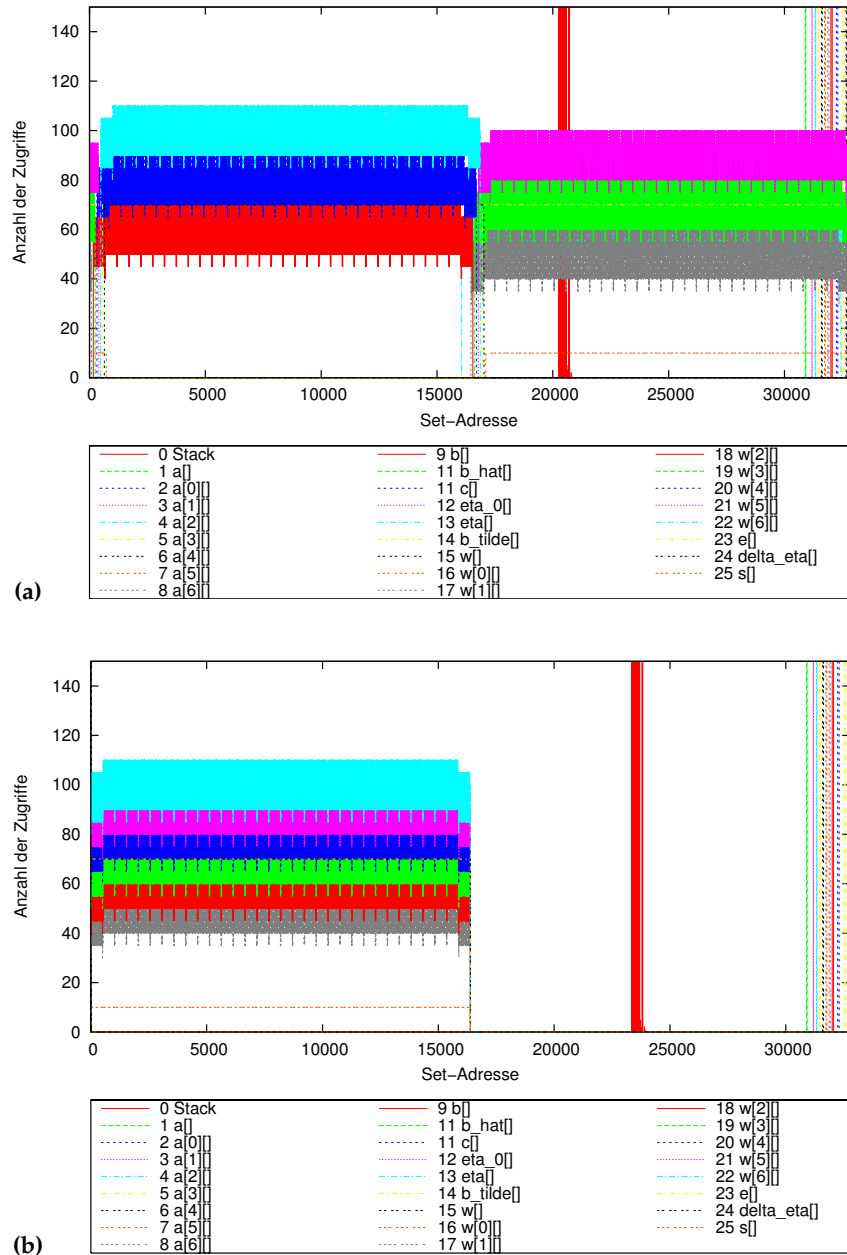 140
120
100
80
60
40
20
0
Anzahl der Zugriffe
0 5000 10000 15000 20000 25000 30000
Set-Adresse
0 Stack 9 b[] 18 w[2][]
1 a[] 11 b_hat[] 19 w[3][]
2 a[0][] 11 c[] 20 w[4][]
3 a[1][] 12 eta_0[] 21 w[5][]
4 a[2][] 13 eta[] 22 w[6][]
5 a[3][] 14 b_tilde[] 23 e[]
6 a[4][] 15 w[] 24 delta_eta[]
7 a[5][] 16 w[0][] 25 s[]
8 a[6][] 17 w[1][]
(a)
140
120
100
80
60
40
20
0
Anzahl der Zugriffe
0 5000 10000 15000 20000 25000 30000
Set-Adresse
0 Stack 9 b[] 18 w[2][]
1 a[] 11 b_hat[] 19 w[3][]
2 a[0][] 11 c[] 20 w[4][]
3 a[1][] 12 eta_0[] 21 w[5][]
4 a[2][] 13 eta[] 22 w[6][]
5 a[3][] 14 b_tilde[] 23 e[]
6 a[4][] 15 w[] 24 delta_eta[]
7 a[5][] 16 w[0][] 25 s[]
8 a[6][] 17 w[1][]
(b)